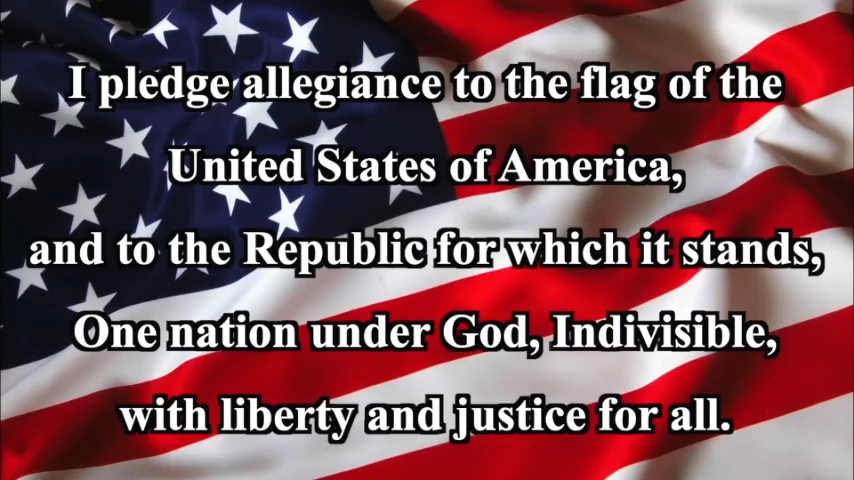 I pledge allegiance to the flag of the
United States of America,
and to the Republic for which it stands,
One nation under God, Indivisible,
with liberty and justice for all.